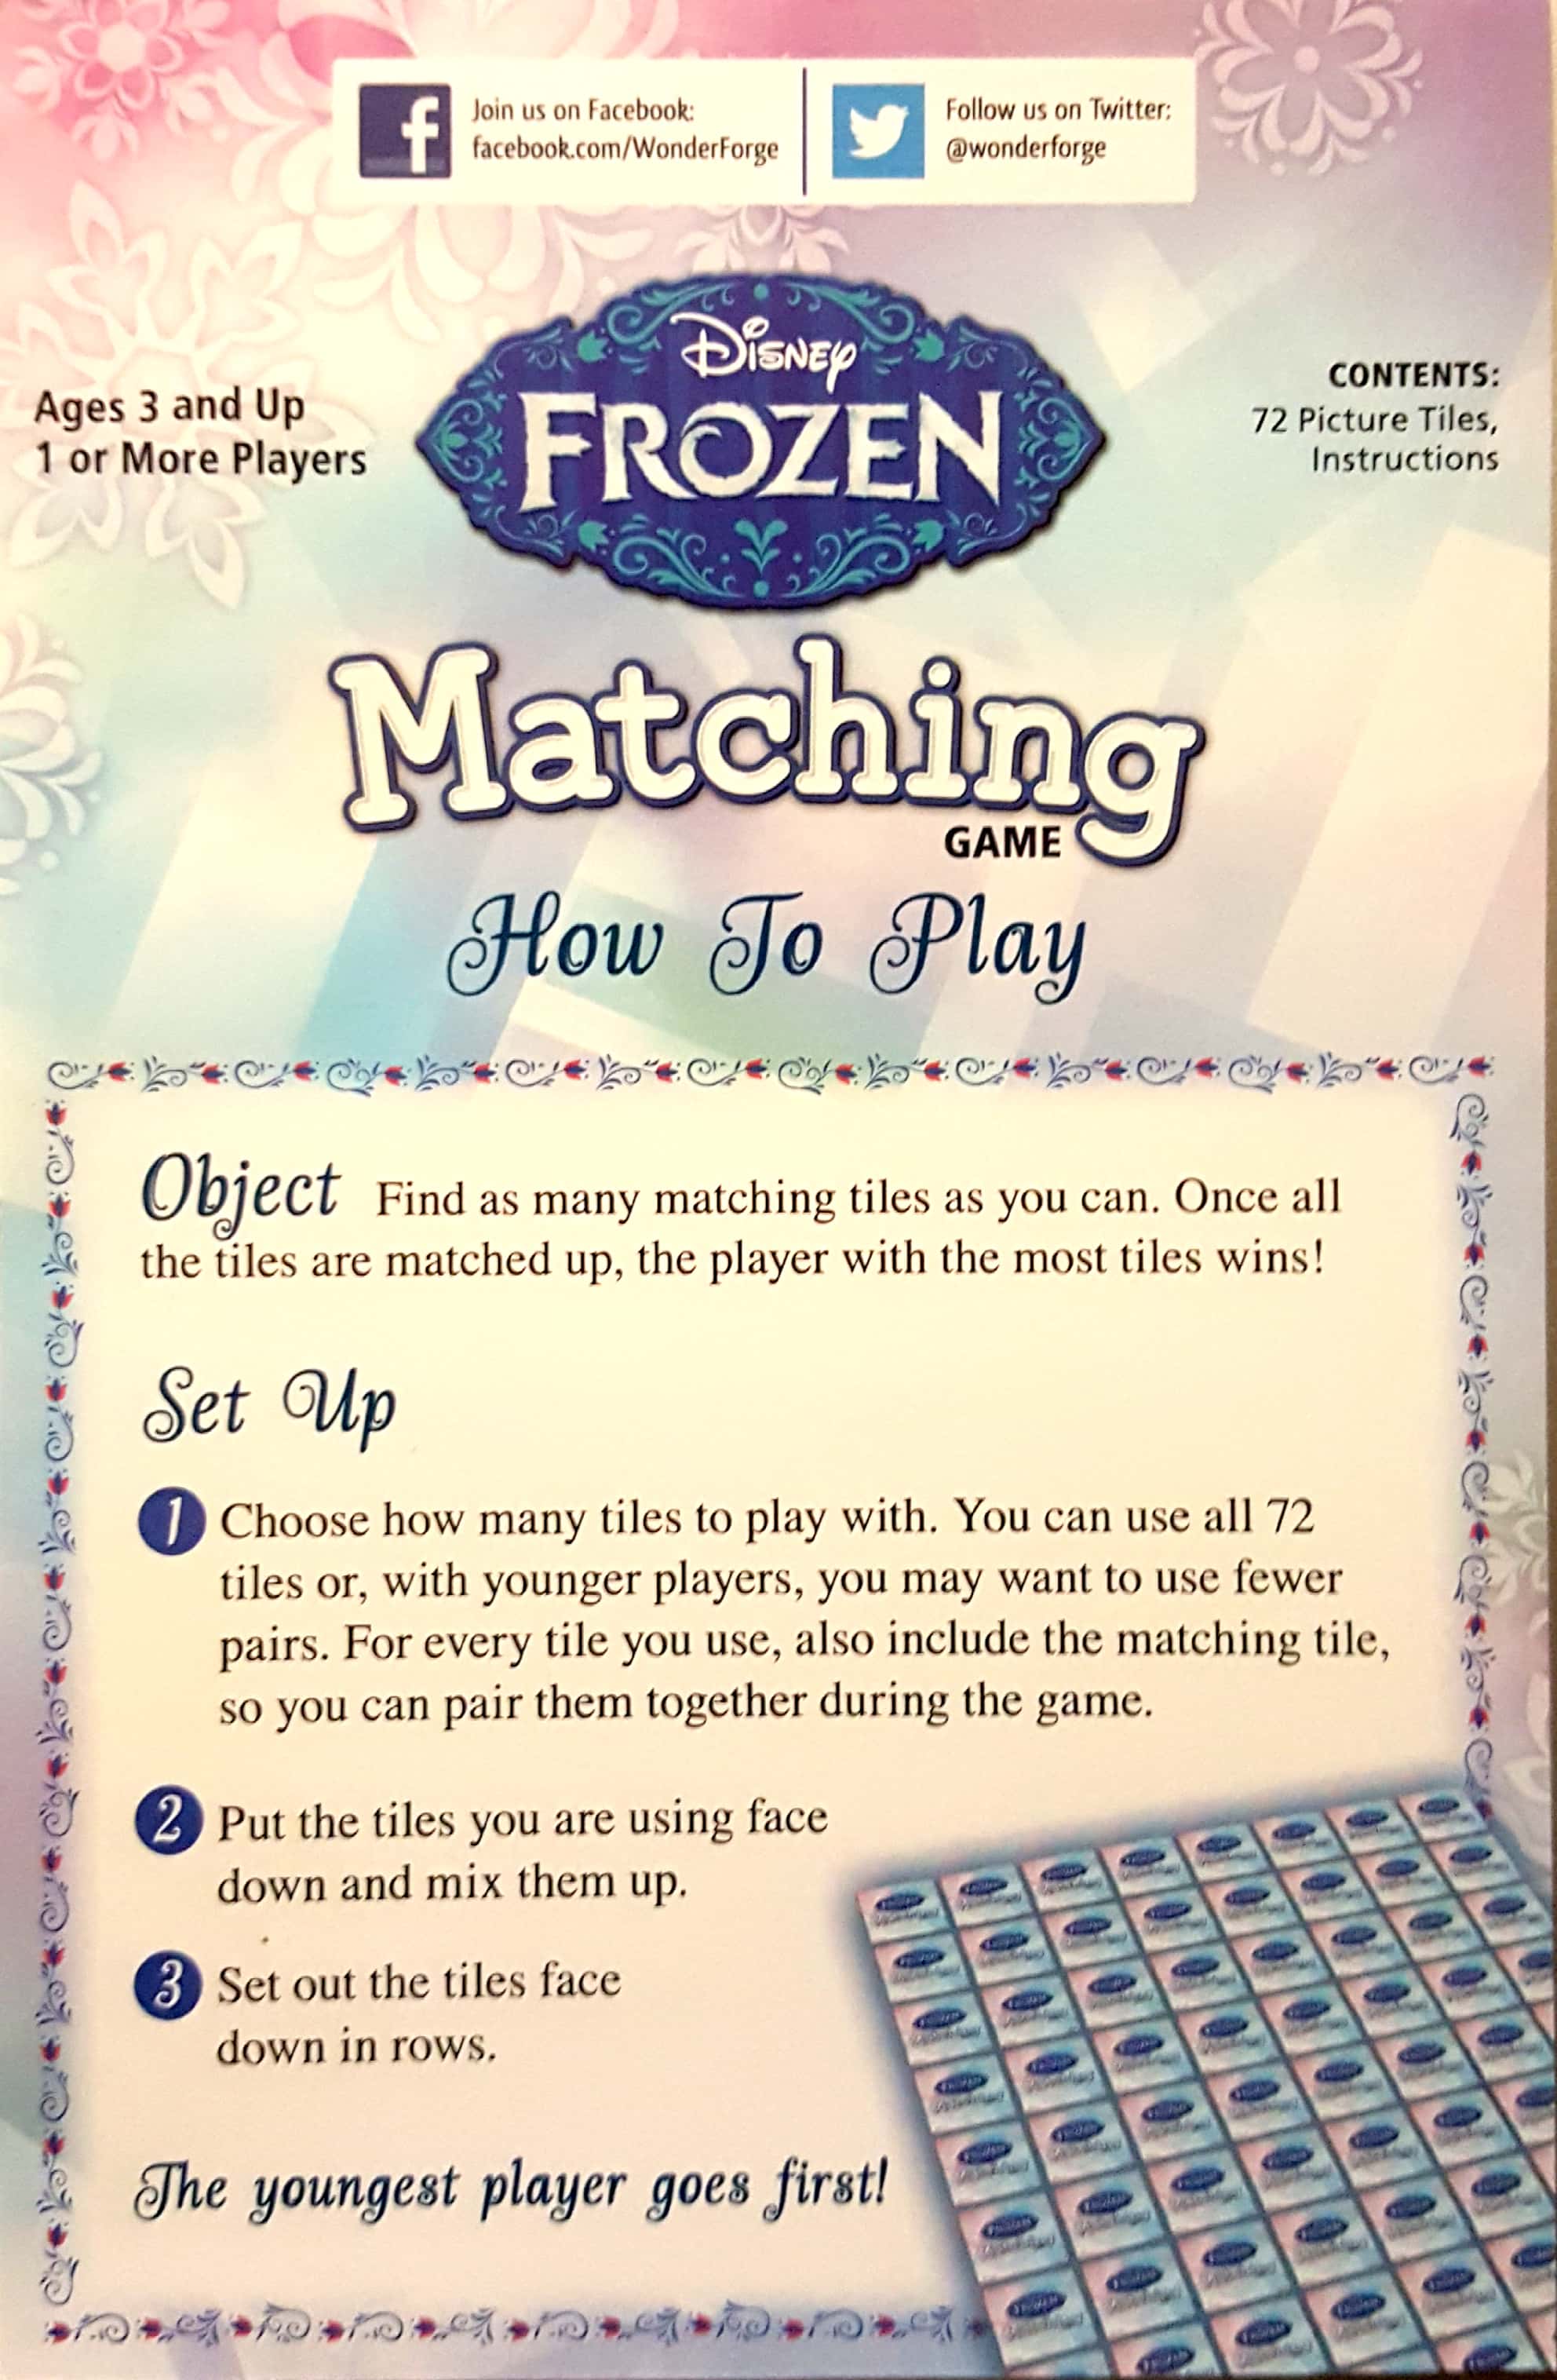 Join us on Facebook:
facebook.com/WonderForge
Follow us on Twitter:
@wonderforge
Ages 3 and Up
1 or More Players
DISNEY
FROZEN
CONTENTS:
72 Picture Tiles,
Instructions
Matching
GAME
How To Play
Object Find as many matching tiles as you can. Once all
the tiles are matched up, the player with the most tiles wins!
Set Up
1 Choose how many tiles to play with. You can use all 72
tiles or, with younger players, you may want to use fewer
pairs. For every tile you use, also include the matching tile,
so you can pair them together during the game.
2 Put the tiles you are using face
down and mix them up.
3 Set out the tiles face
down in rows.
The youngest player goes first!